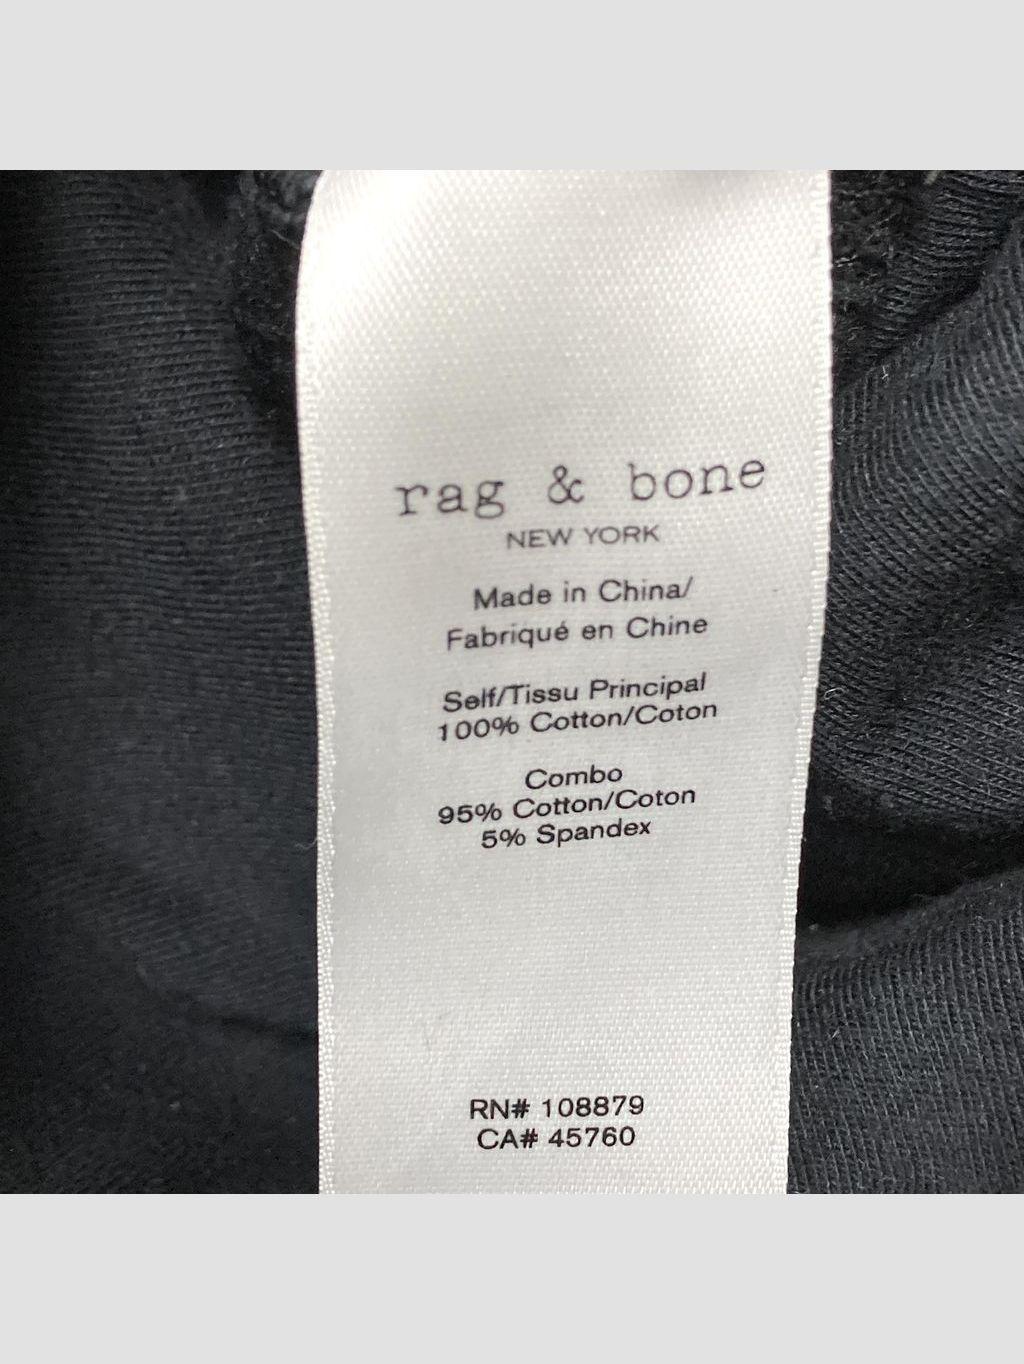 rag & bone
NEW YORK
Made in China/
Fabriqué en Chine
Self/Tissu Principal
100% Cotton/Coton
Combo
95% Cotton/Coton
5% Spandex
RN# 108879
CA# 45760